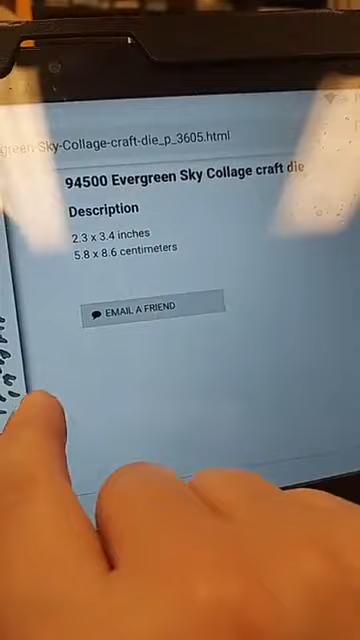 green-Sky-Collage-craft-die_p_3605.html
94500 Evergreen Sky Collage craft die
Description
2.3 x 3.4 inches
5.8 x 8.6 centimeters
EMAIL A FRIEND